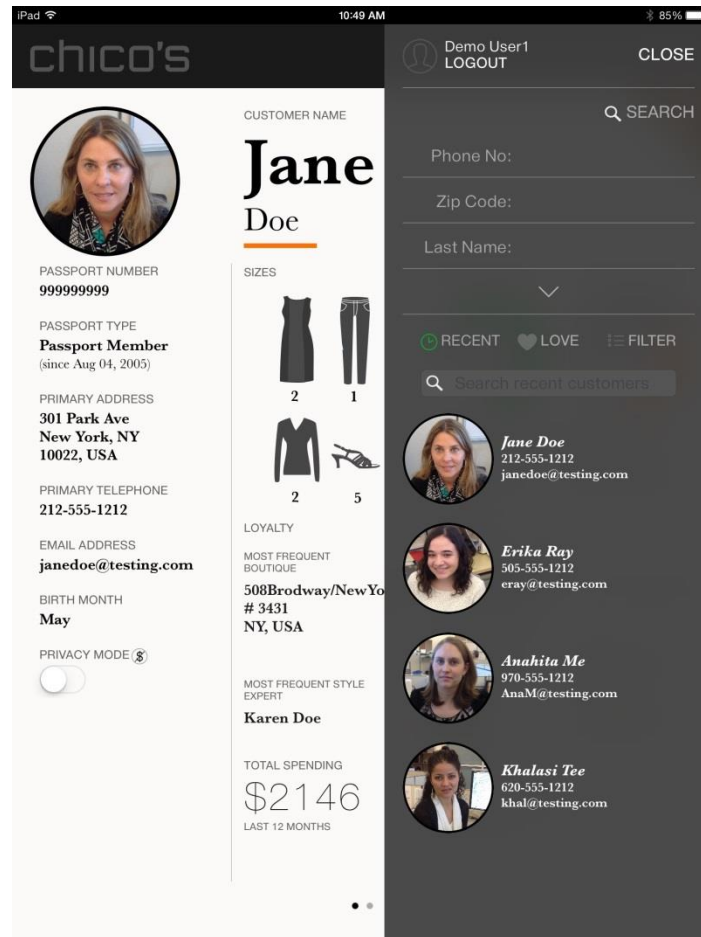 iPad 10:49 AM 85%
chico's
Demo User1
LOGOUT
CLOSE
SEARCH
Phone No:
Zip Code:
Last Name:
RECENT LOVE FILTER
Search recent customers
Jane Doe
212-555-1212
janedoe@testing.com
Erika Ray
505-555-1212
eray@testing.com
Anahita Me
970-555-1212
AnaM@testing.com
Khalasi Tee
620-555-1212
khal@testing.com
CUSTOMER NAME
Jane
Doe
PASSPORT NUMBER
999999999
PASSPORT TYPE
Passport Member
(since Aug 04, 2005)
PRIMARY ADDRESS
301 Park Ave
New York, NY
10022, USA
PRIMARY TELEPHONE
212-555-1212
EMAIL ADDRESS
janedoe@testing.com
BIRTH MONTH
May
PRIVACY MODE $
SIZES
2 1
2 5
LOYALTY
MOST FREQUENT
BOUTIQUE
508Brodway/NewYo
# 3431
NY, USA
MOST FREQUENT STYLE
EXPERT
Karen Doe
TOTAL SPENDING
$2146
LAST 12 MONTHS